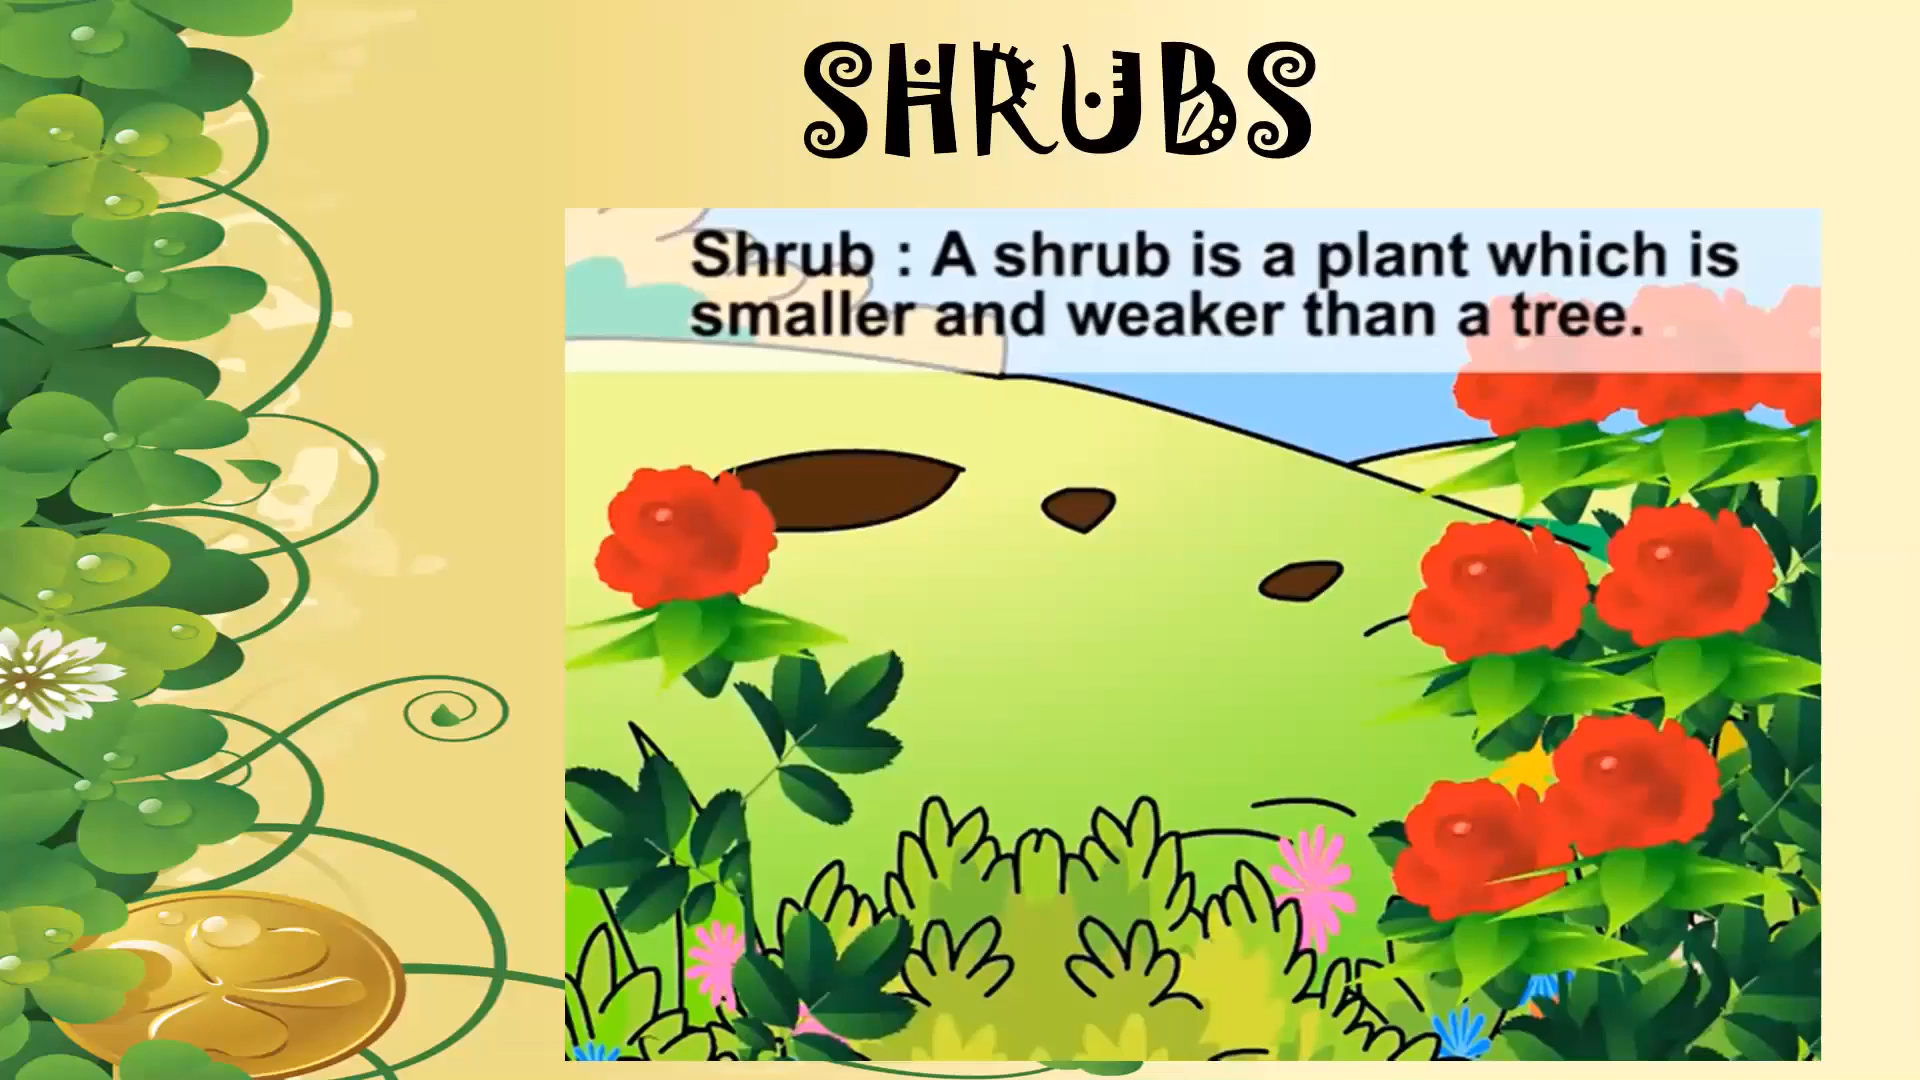 SHRUBS
Shrub : A shrub is a plant which is
smaller and weaker than a tree.